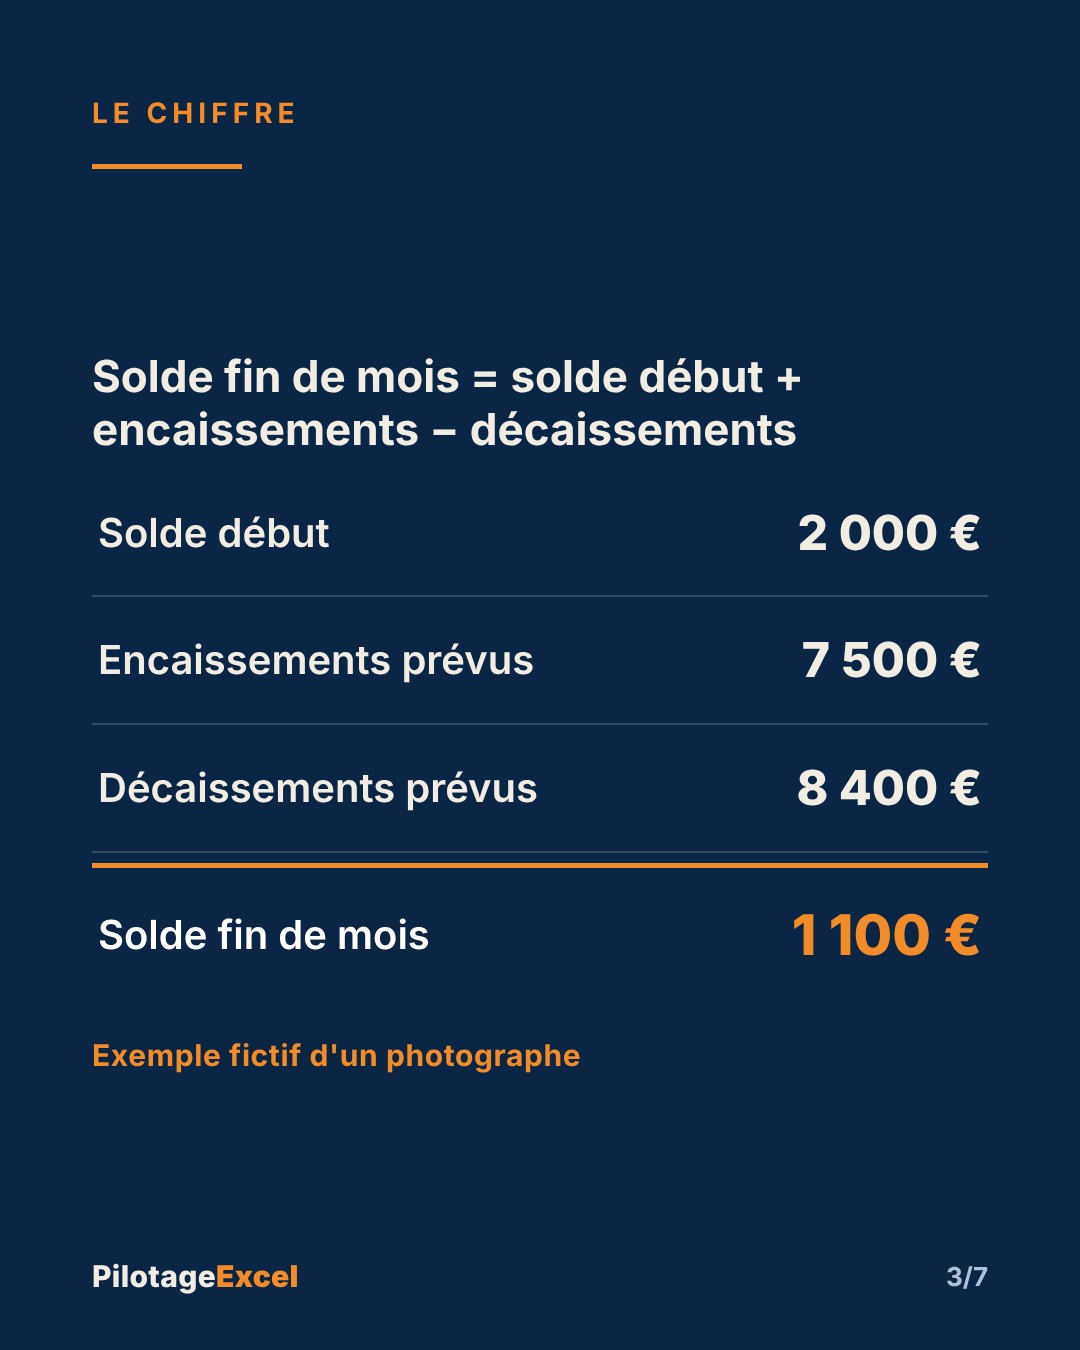 LE CHIFFRE
Solde fin de mois = solde début +
encaissements – décaissements
Solde début 2 000 €
Encaissements prévus 7 500 €
Décaissements prévus 8 400 €
Solde fin de mois 1 100 €
Exemple fictif d'un photographe
PilotageExcel 3/7